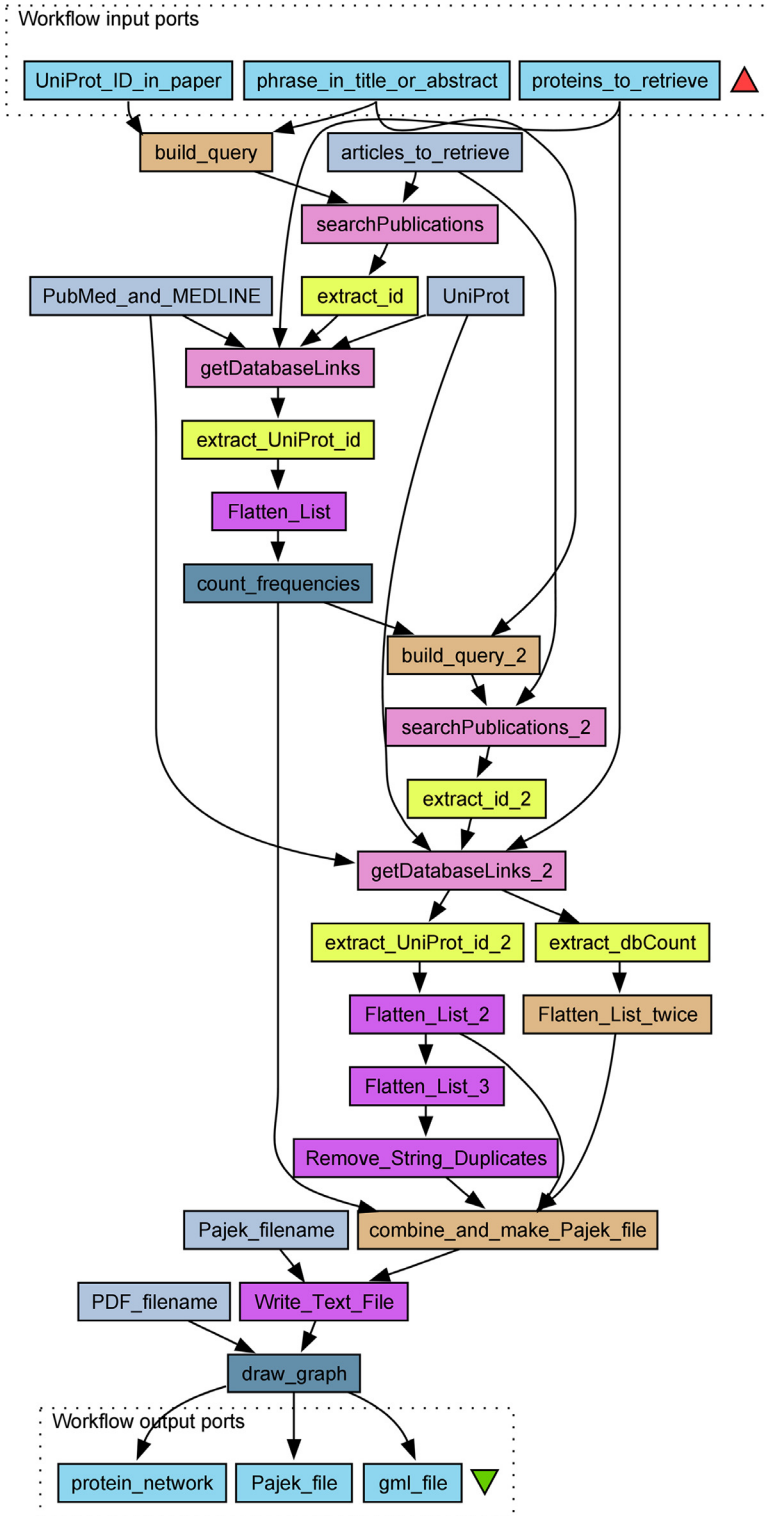 Workflow input ports
UniProt_ID_in_paper
phrase_in_title_or_abstract
proteins_to_retrieve
build_query
articles_to_retrieve
searchPublications
PubMed_and_MEDLINE
extract_id
UniProt
getDatabaseLinks
extract_UniProt_id
Flatten_List
count_frequencies
build_query_2
searchPublications_2
extract_id_2
getDatabaseLinks_2
extract_UniProt_id_2
extract_dbCount
Flatten_List_2
Flatten_List_twice
Flatten_List_3
Remove_String_Duplicates
Pajek_filename
combine_and_make_Pajek_file
PDF_filename
Write_Text_File
draw_graph
Workflow output ports
protein_network
Pajek_file
gml_file